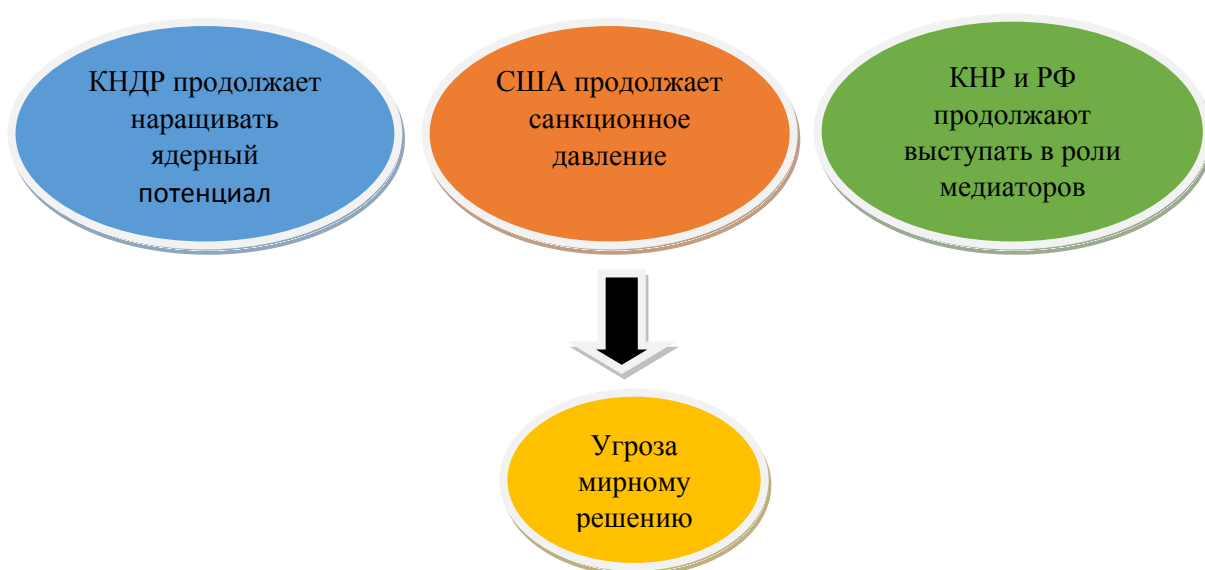 КНДР продолжает
наращивать
ядерный
потенциал
США продолжает
санкционное
давление
КНР и РФ
продолжают
выступать в роли
медиаторов
Угроза
мирному
решению